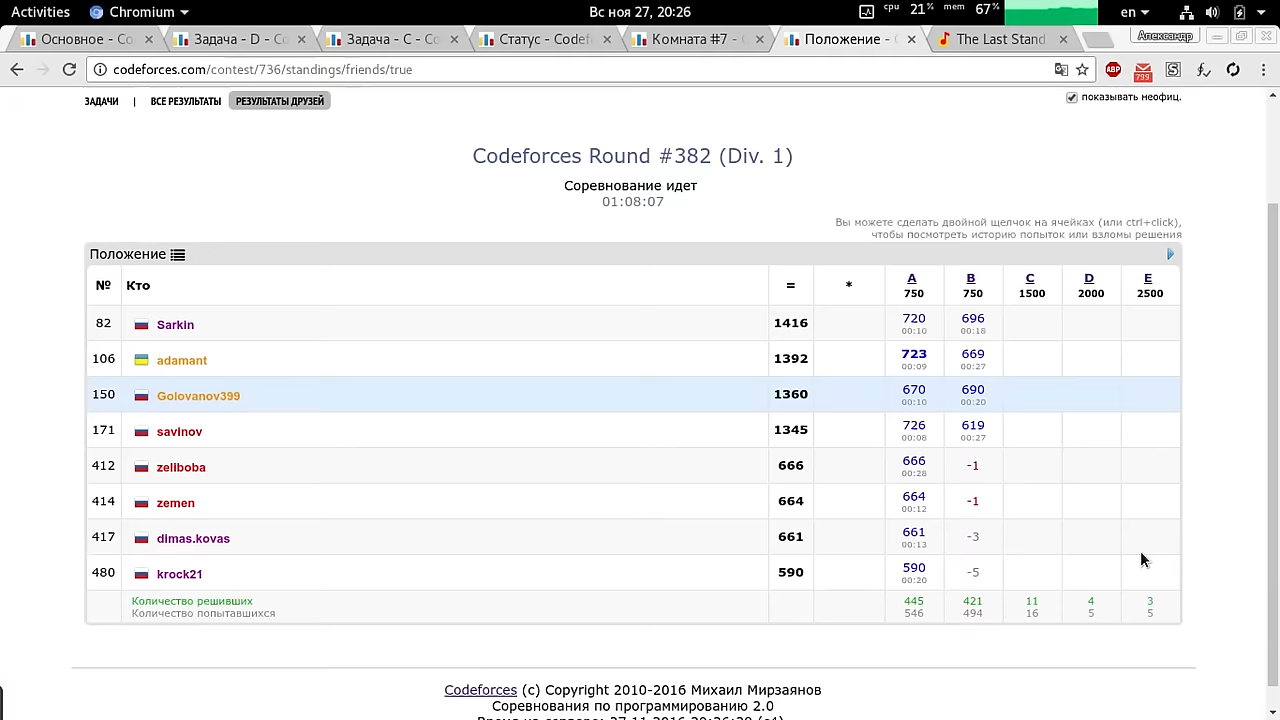 Activities Chromium Вс ноя 27, 20:26 cpu 21% mem 67% en
Основное - Co Задача - D - Co Задача - C - Co Статус - Codef Комната #7 - Положение - The Last Stand Александр
codeforces.com/contest/736/standings/friends/true ABP 799
ЗАДАЧИ | ВСЕ РЕЗУЛЬТАТЫ РЕЗУЛЬТАТЫ ДРУЗЕЙ показывать неофиц.
Codeforces Round #382 (Div. 1)
Соревнование идет
01:08:07
Вы можете сделать двойной щелчок на ячейках (или ctrl+click),
чтобы посмотреть историю попыток или взломы решения
Положение
№ Кто = * A B C D E
750 750 1500 2000 2500
82 Sarkin 1416 720 696
00:10 00:18
106 adamant 1392 723 669
00:09 00:27
150 Golovanov399 1360 670 690
00:10 00:20
171 savinov 1345 726 619
00:08 00:27
412 zeliboba 666 666 -1
00:28
414 zemen 664 664 -1
00:12
417 dimas.kovas 661 661 -3
00:13
480 krock21 590 590 -5
00:20
Количество решивших 445 421 11 4 3
Количество попытавшихся 546 494 16 5 5
Codeforces (c) Copyright 2010-2016 Михаил Мирзаянов
Соревнования по программированию 2.0